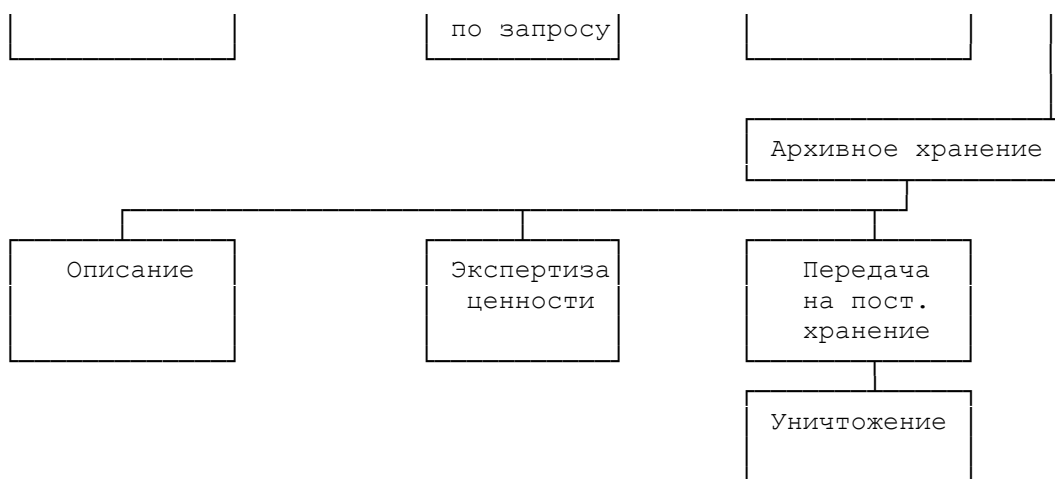 по запросу
Архивное хранение
Описание
Экспертиза
ценности
Передача
на пост.
хранение
Уничтожение